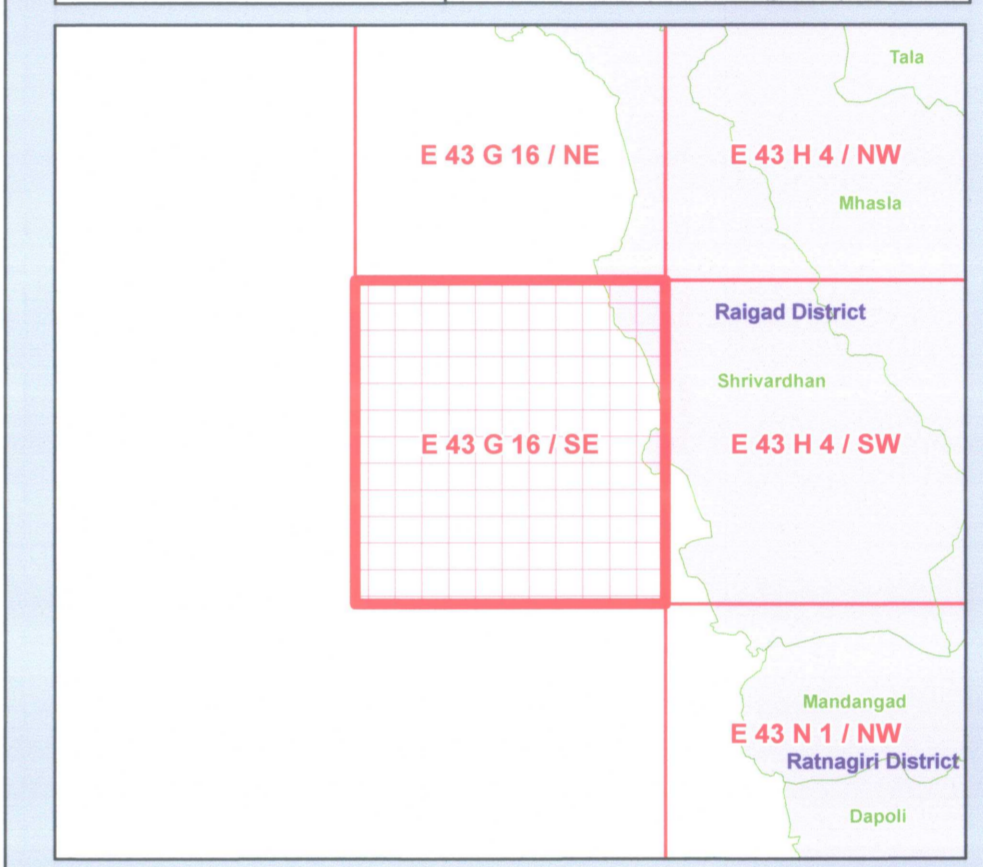 Tala
E 43 G 16 / NE
E 43 H 4 / NW
Mhasla
Raigad District
Shrivardhan
E 43 G 16 / SE
E 43 H 4 / SW
Mandangad
E 43 N 1 / NW
Ratnagiri District
Dapoli